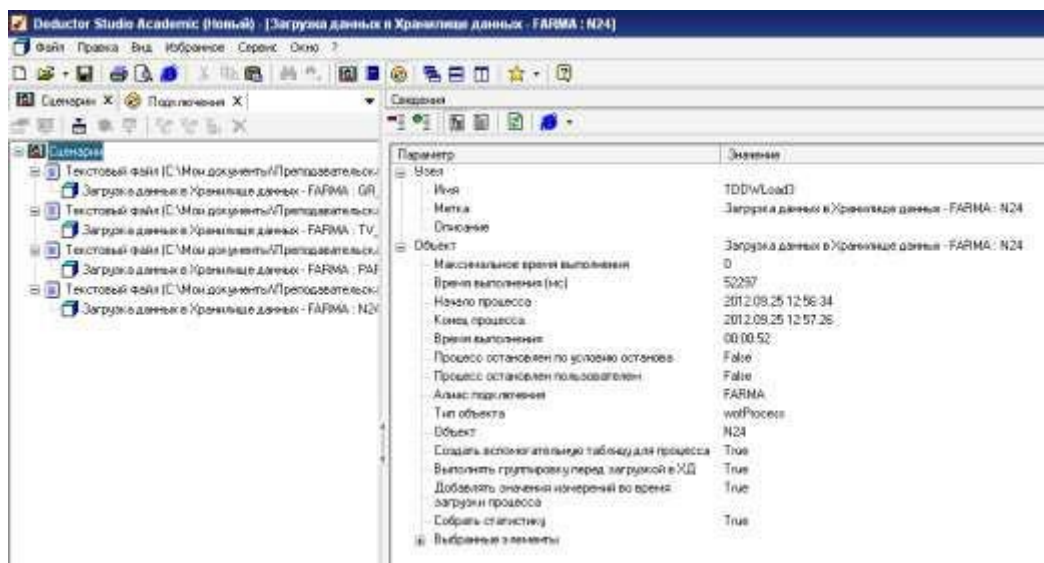 Deductor Studio Academic (Новый) - [Загрузка данных в Хранилище данных - FARMA : N24]
Файл Правка Вид Избранное Сервис Окно ?
Сценарии X Подключения X
Сведения
Сценарии
Текстовый файл (C:\Мои документы\Преподавательск
Загрузка данных в Хранилище данных - FARMA : GR_
Текстовый файл (C:\Мои документы\Преподавательск
Загрузка данных в Хранилище данных - FARMA : TV_
Текстовый файл (C:\Мои документы\Преподавательск
Загрузка данных в Хранилище данных - FARMA : PAR
Текстовый файл (C:\Мои документы\Преподавательск
Загрузка данных в Хранилище данных - FARMA : N24
Параметр Значение
Узел
Имя TDDWLoad3
Метка Загрузка данных в Хранилище данных - FARMA : N24
Описание
Объект Загрузка данных в Хранилище данных - FARMA : N24
Максимальное время выполнения 0
Время выполнения (мс) 52297
Начало процесса 2012.09.25 12:56:34
Конец процесса 2012.09.25 12:57:26
Время выполнения 00:00:52
Процесс остановлен по условию останова False
Процесс остановлен пользователем False
Алиас подключения FARMA
Тип объекта wotProcess
Объект N24
Создать вспомогательную таблицу для процесса True
Выполнять группировку перед загрузкой в ХД True
Добавлять значения измерений во время True
загрузки процесса
Собрать статистику True
Выбранные элементы